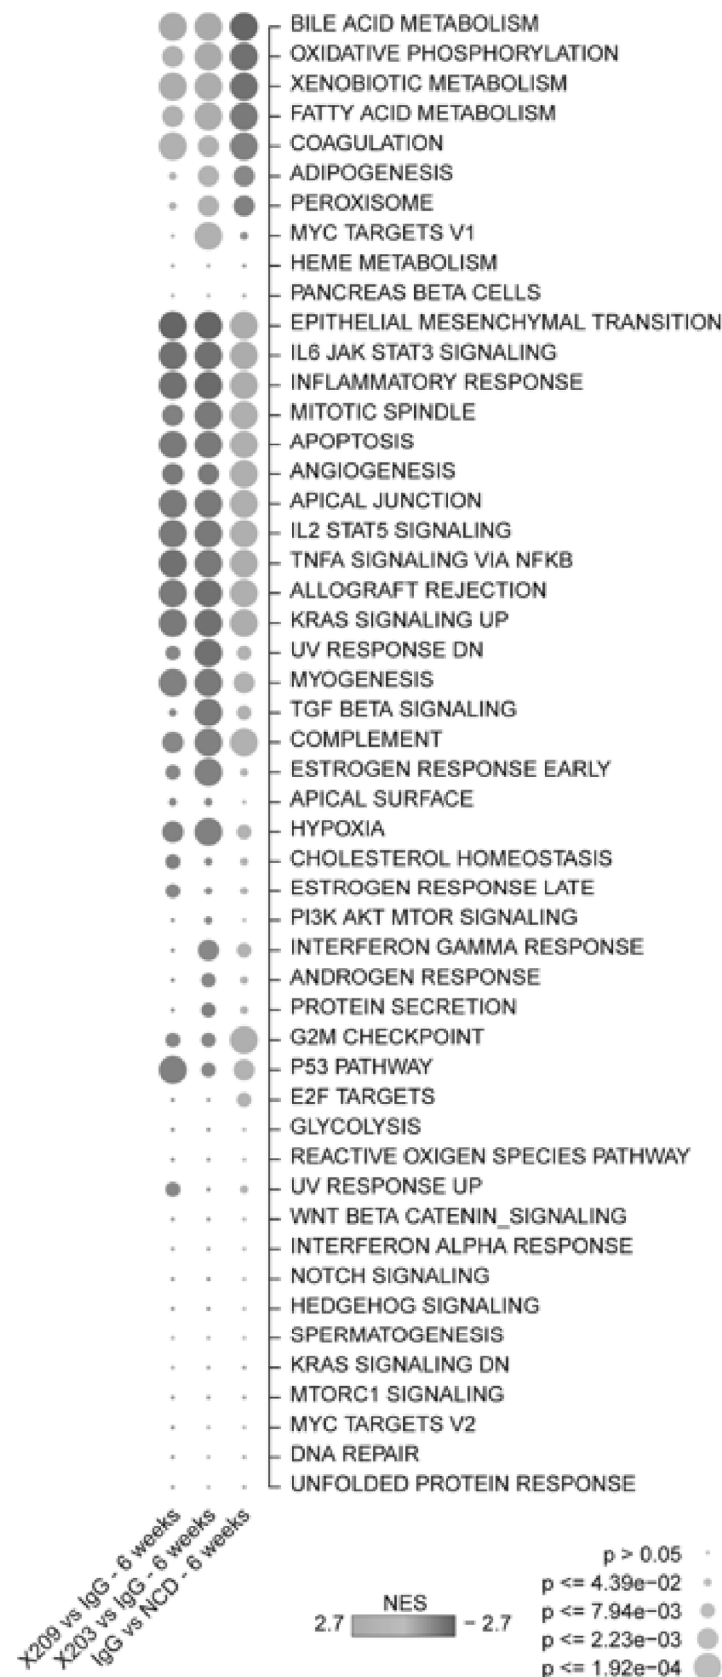 BILE ACID METABOLISM
OXIDATIVE PHOSPHORYLATION
XENOBIOTIC METABOLISM
FATTY ACID METABOLISM
COAGULATION
ADIPOGENESIS
PEROXISOME
MYC TARGETS V1
HEME METABOLISM
PANCREAS BETA CELLS
EPITHELIAL MESENCHYMAL TRANSITION
IL6 JAK STAT3 SIGNALING
INFLAMMATORY RESPONSE
MITOTIC SPINDLE
APOPTOSIS
ANGIOGENESIS
APICAL JUNCTION
IL2 STAT5 SIGNALING
TNFA SIGNALING VIA NFKB
ALLOGRAFT REJECTION
KRAS SIGNALING UP
UV RESPONSE DN
MYOGENESIS
TGF BETA SIGNALING
COMPLEMENT
ESTROGEN RESPONSE EARLY
APICAL SURFACE
HYPOXIA
CHOLESTEROL HOMEOSTASIS
ESTROGEN RESPONSE LATE
PI3K AKT MTOR SIGNALING
INTERFERON GAMMA RESPONSE
ANDROGEN RESPONSE
PROTEIN SECRETION
G2M CHECKPOINT
P53 PATHWAY
E2F TARGETS
GLYCOLYSIS
REACTIVE OXIGEN SPECIES PATHWAY
UV RESPONSE UP
WNT BETA CATENIN_SIGNALING
INTERFERON ALPHA RESPONSE
NOTCH SIGNALING
HEDGEHOG SIGNALING
SPERMATOGENESIS
KRAS SIGNALING DN
MTORC1 SIGNALING
MYC TARGETS V2
DNA REPAIR
UNFOLDED PROTEIN RESPONSE
X209 vs IgG - 6 weeks
X203 vs IgG - 6 weeks
IgG vs NCD - 6 weeks
NES
2.7 - 2.7
p > 0.05
p <= 4.39e-02
p <= 7.94e-03
p <= 2.23e-03
p <= 1.92e-04